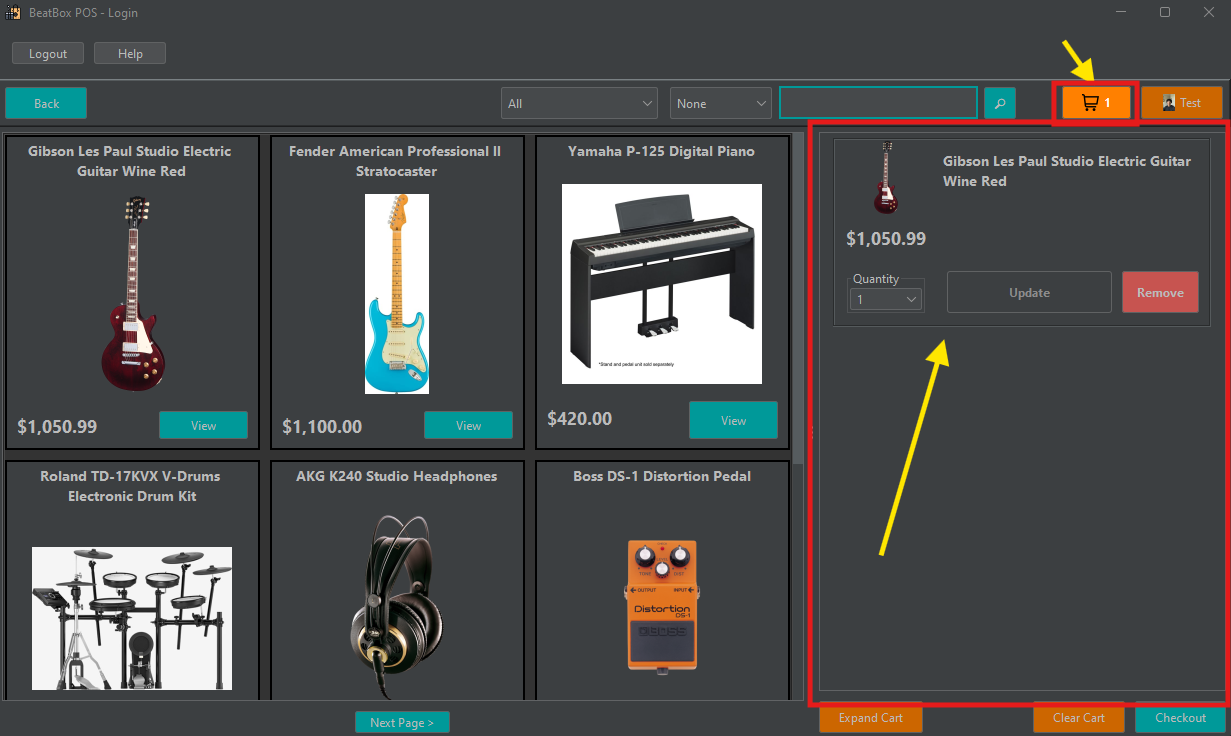 BeatBox POS - Login
Logout
Help
Back
All
None
1
Test
Gibson Les Paul Studio Electric
Guitar Wine Red
$1,050.99
View
Fender American Professional II
Stratocaster
$1,100.00
View
Yamaha P-125 Digital Piano
*Stand and pedal unit sold separately
$420.00
View
Roland TD-17KVX V-Drums
Electronic Drum Kit
AKG K240 Studio Headphones
Boss DS-1 Distortion Pedal
TONE
DIST
OUTPUT
INPUT
Distortion
DS-1
BOSS
Next Page >
Gibson Les Paul Studio Electric Guitar
Wine Red
$1,050.99
Quantity
1
Update
Remove
Expand Cart
Clear Cart
Checkout